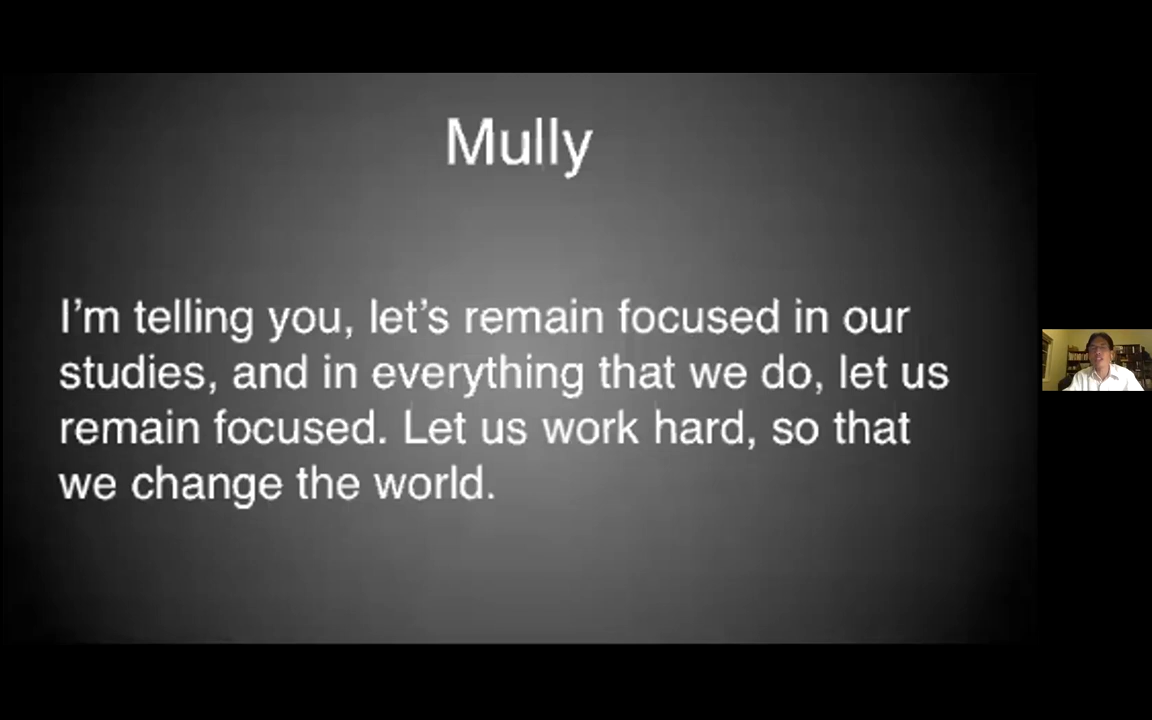 Mully
I’m telling you, let’s remain focused in our
studies, and in everything that we do, let us
remain focused. Let us work hard, so that
we change the world.